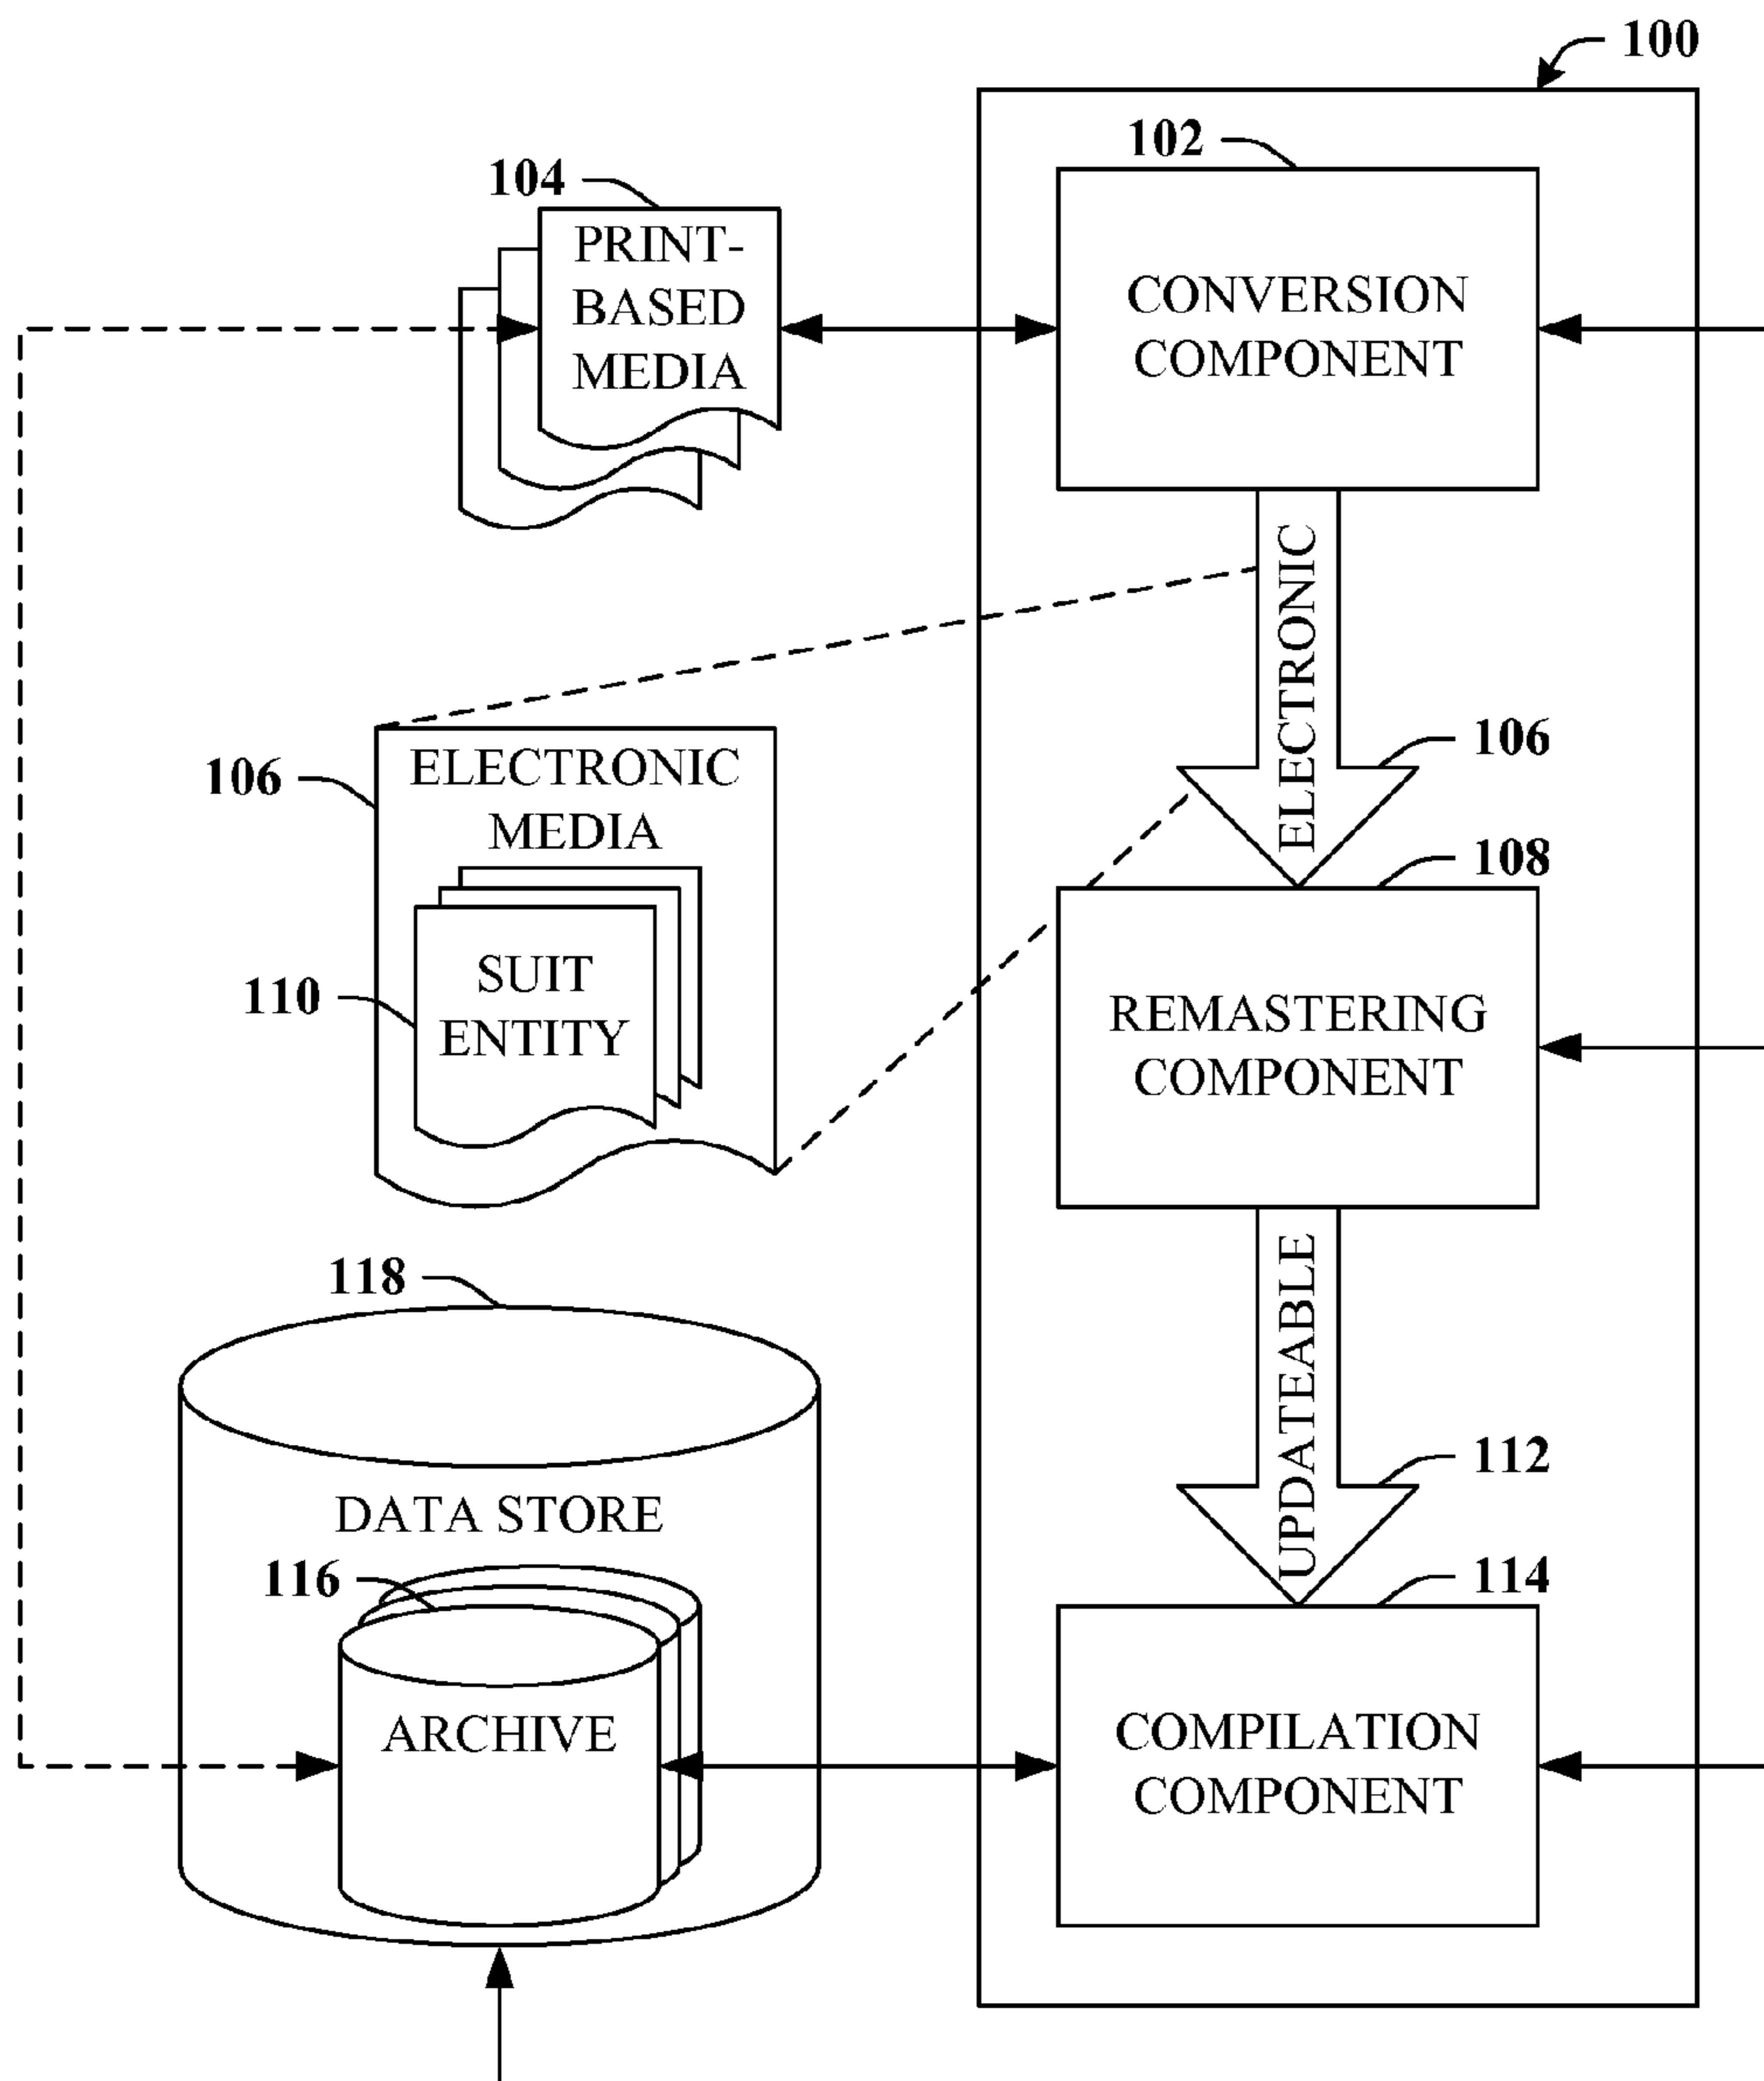 100
102
104
PRINT-
BASED
MEDIA
CONVERSION
COMPONENT
ELECTRONIC
106
106
ELECTRONIC
MEDIA
108
110
SUIT
ENTITY
REMASTERING
COMPONENT
118
UPDATEABLE
112
DATA STORE
116
114
ARCHIVE
COMPILATION
COMPONENT